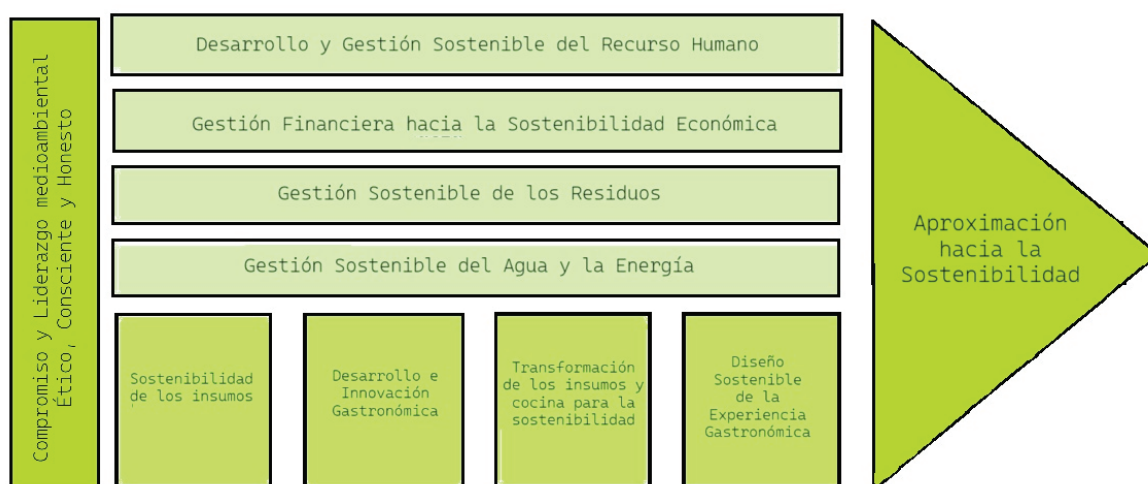 Compromiso y Liderazgo medioambiental
Ético, Consciente y Honesto
Desarrollo y Gestión Sostenible del Recurso Humano
Gestión Financiera hacia la Sostenibilidad Económica
Gestión Sostenible de los Residuos
Gestión Sostenible del Agua y la Energía
Sostenibilidad
de los insumos
Desarrollo e
Innovación
Gastronómica
Transformación
de los insumos y
cocina para la
sostenibilidad
Diseño
Sostenible
de la
Experiencia
Gastronómica
Aproximación
hacia la
Sostenibilidad